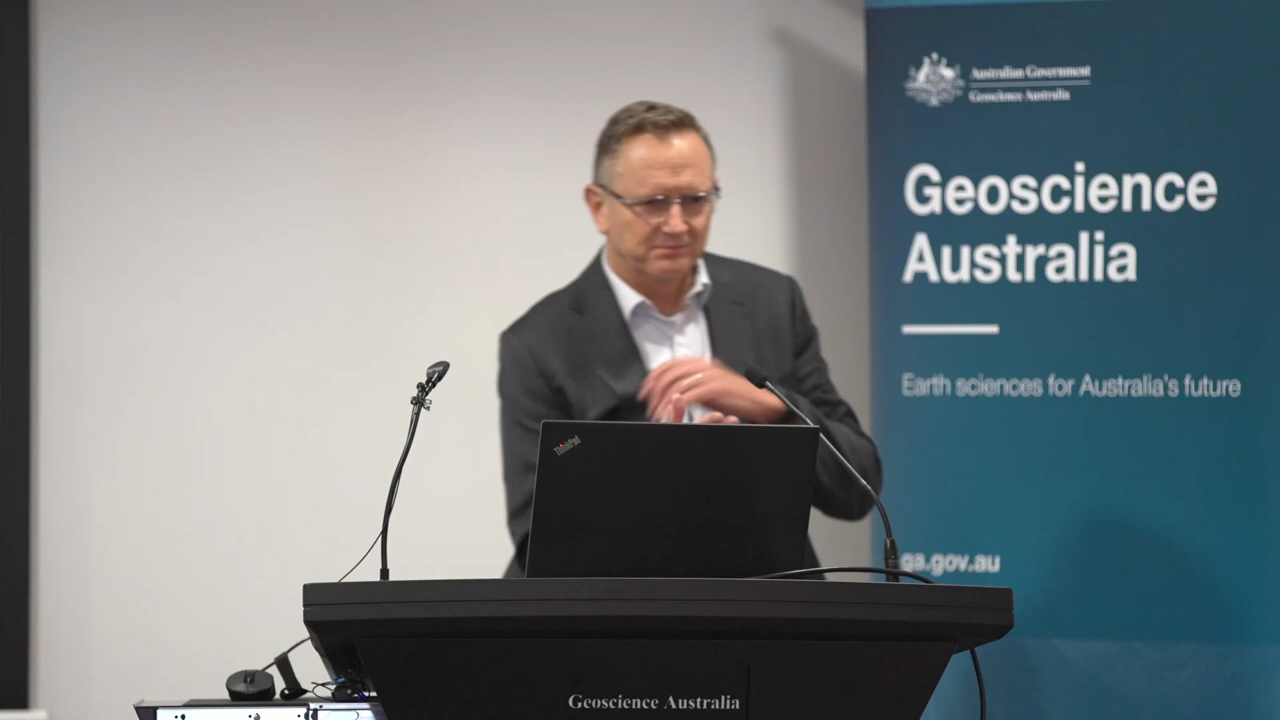 Australian Government
Geoscience Australia
Geoscience
Australia
Earth sciences for Australia's future
ga.gov.au
ThinkPad
Geoscience Australia